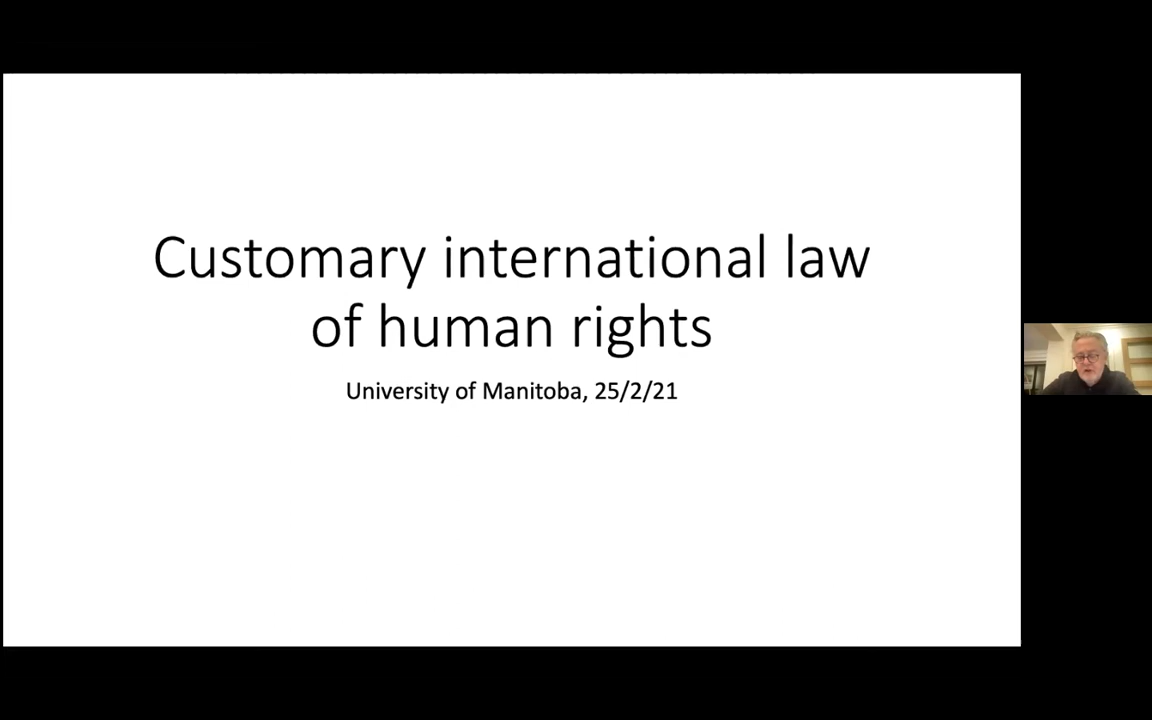 Customary international law
of human rights
University of Manitoba, 25/2/21